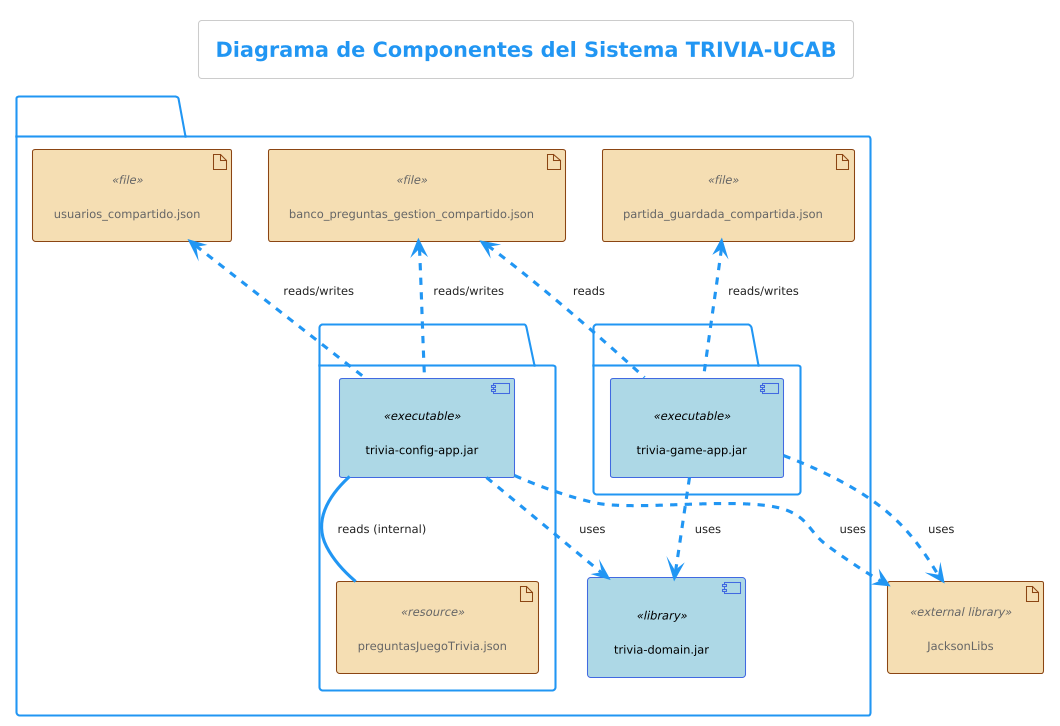 Diagrama de Componentes del Sistema TRIVIA-UCAB
«file»
usuarios_compartido.json
«file»
banco_preguntas_gestion_compartido.json
«file»
partida_guardada_compartida.json
reads/writes
reads/writes
reads
reads/writes
«executable»
trivia-config-app.jar
«executable»
trivia-game-app.jar
reads (internal)
uses
uses
uses
uses
«resource»
preguntasJuegoTrivia.json
«library»
trivia-domain.jar
«external library»
JacksonLibs